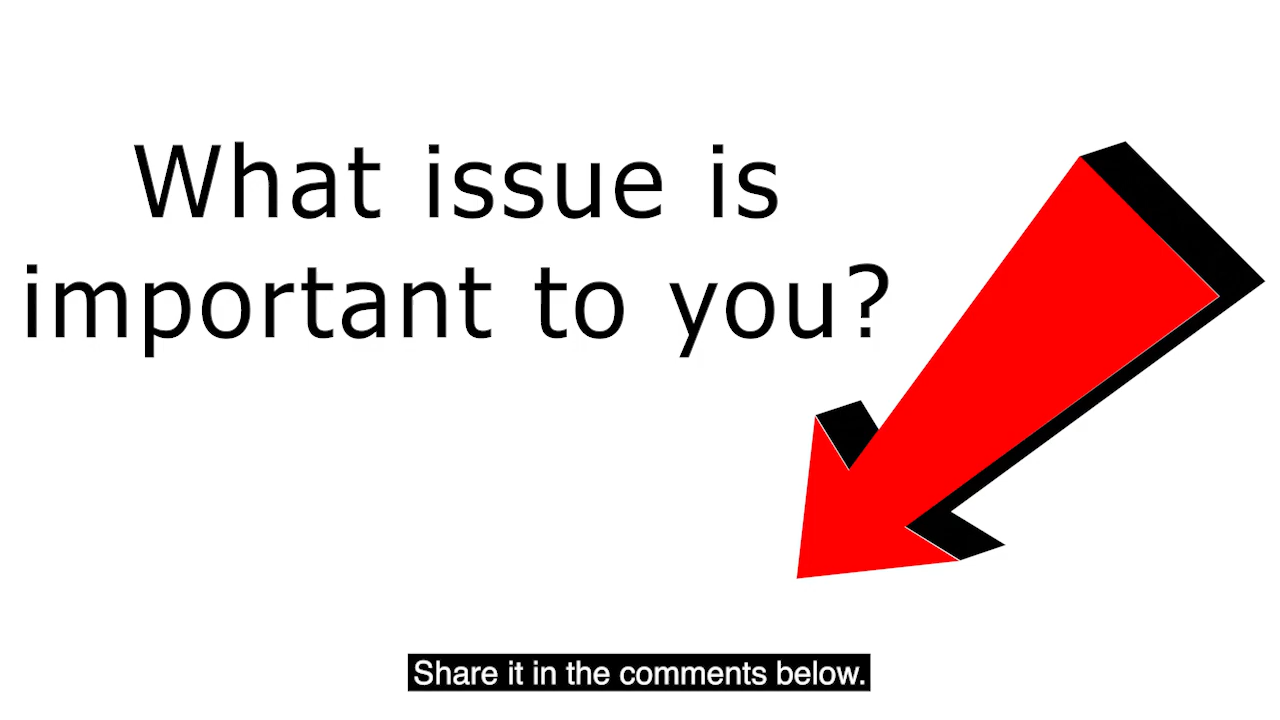 What issue is
important to you?
Share it in the comments below.